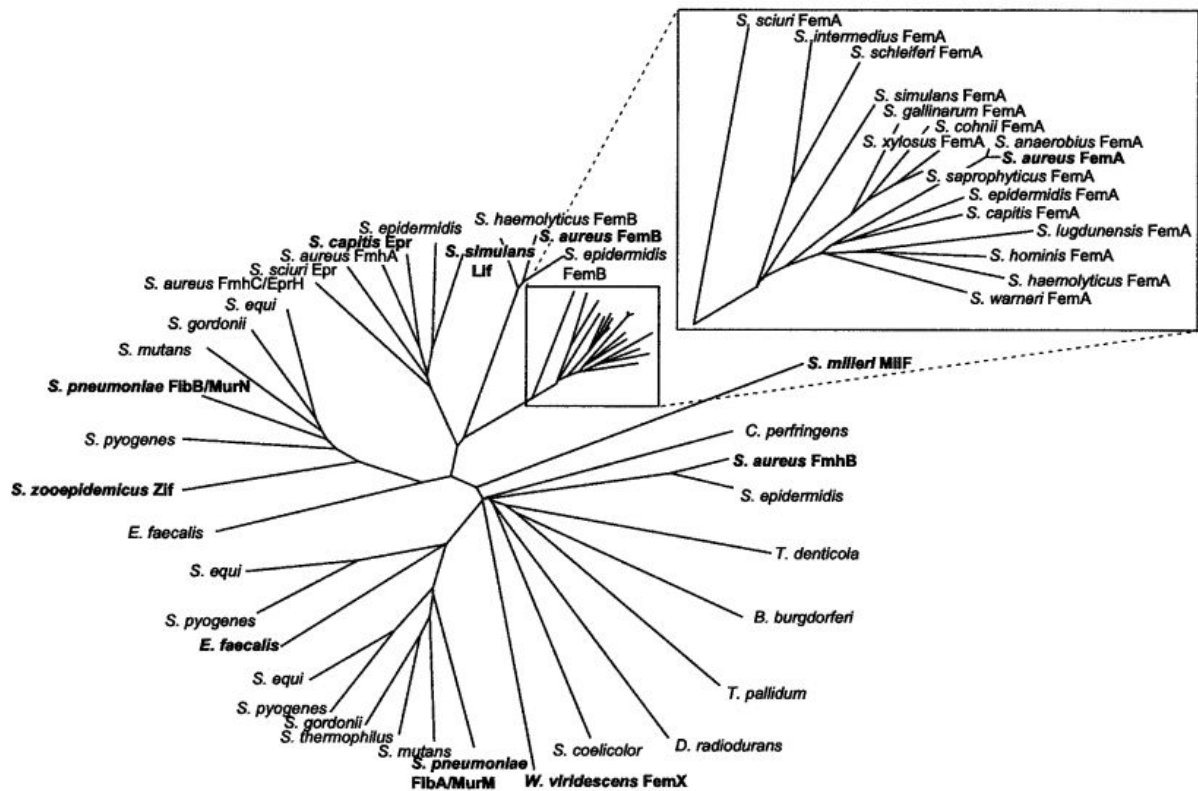 S. sciuri FemA
S. intermedius FemA
S. schleiferi FemA
S. simulans FemA
S. gallinarum FemA
S. cohnii FemA
S. xylosus FemA
S. anaerobius FemA
S. aureus FemA
S. saprophyticus FemA
S. epidermidis FemA
S. capitis FemA
S. lugdunensis FemA
S. hominis FemA
S. haemolyticus FemA
S. warneri FemA
S. haemolyticus FemB
S. aureus FemB
S. epidermidis
FemB
S. simulans
Lif
S. epidermidis
S. capitis Epr
S. aureus FmhA
S. sciuri Epr
S. aureus FmhC/EprH
S. equi
S. gordonii
S. mutans
S. pneumoniae FibB/MurN
S. pyogenes
S. zooepidemicus Zif
E. faecalis
S. equi
S. pyogenes
E. faecalis
S. equi
S. pyogenes
S. gordonii
S. thermophilus
S. mutans
S. pneumoniae
FibA/MurM
W. viridescens FemX
S. coelicolor
D. radiodurans
T. pallidum
B. burgdorferi
T. denticola
S. epidermidis
S. aureus FmhB
C. perfringens
S. milleri MilF